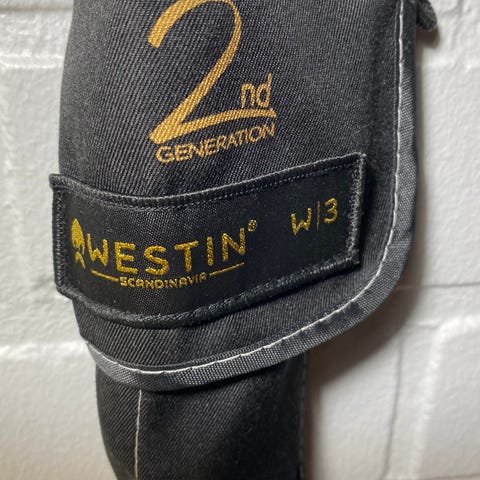 2nd
GENERATION
WESTIN® W|3
SCANDINAVIA